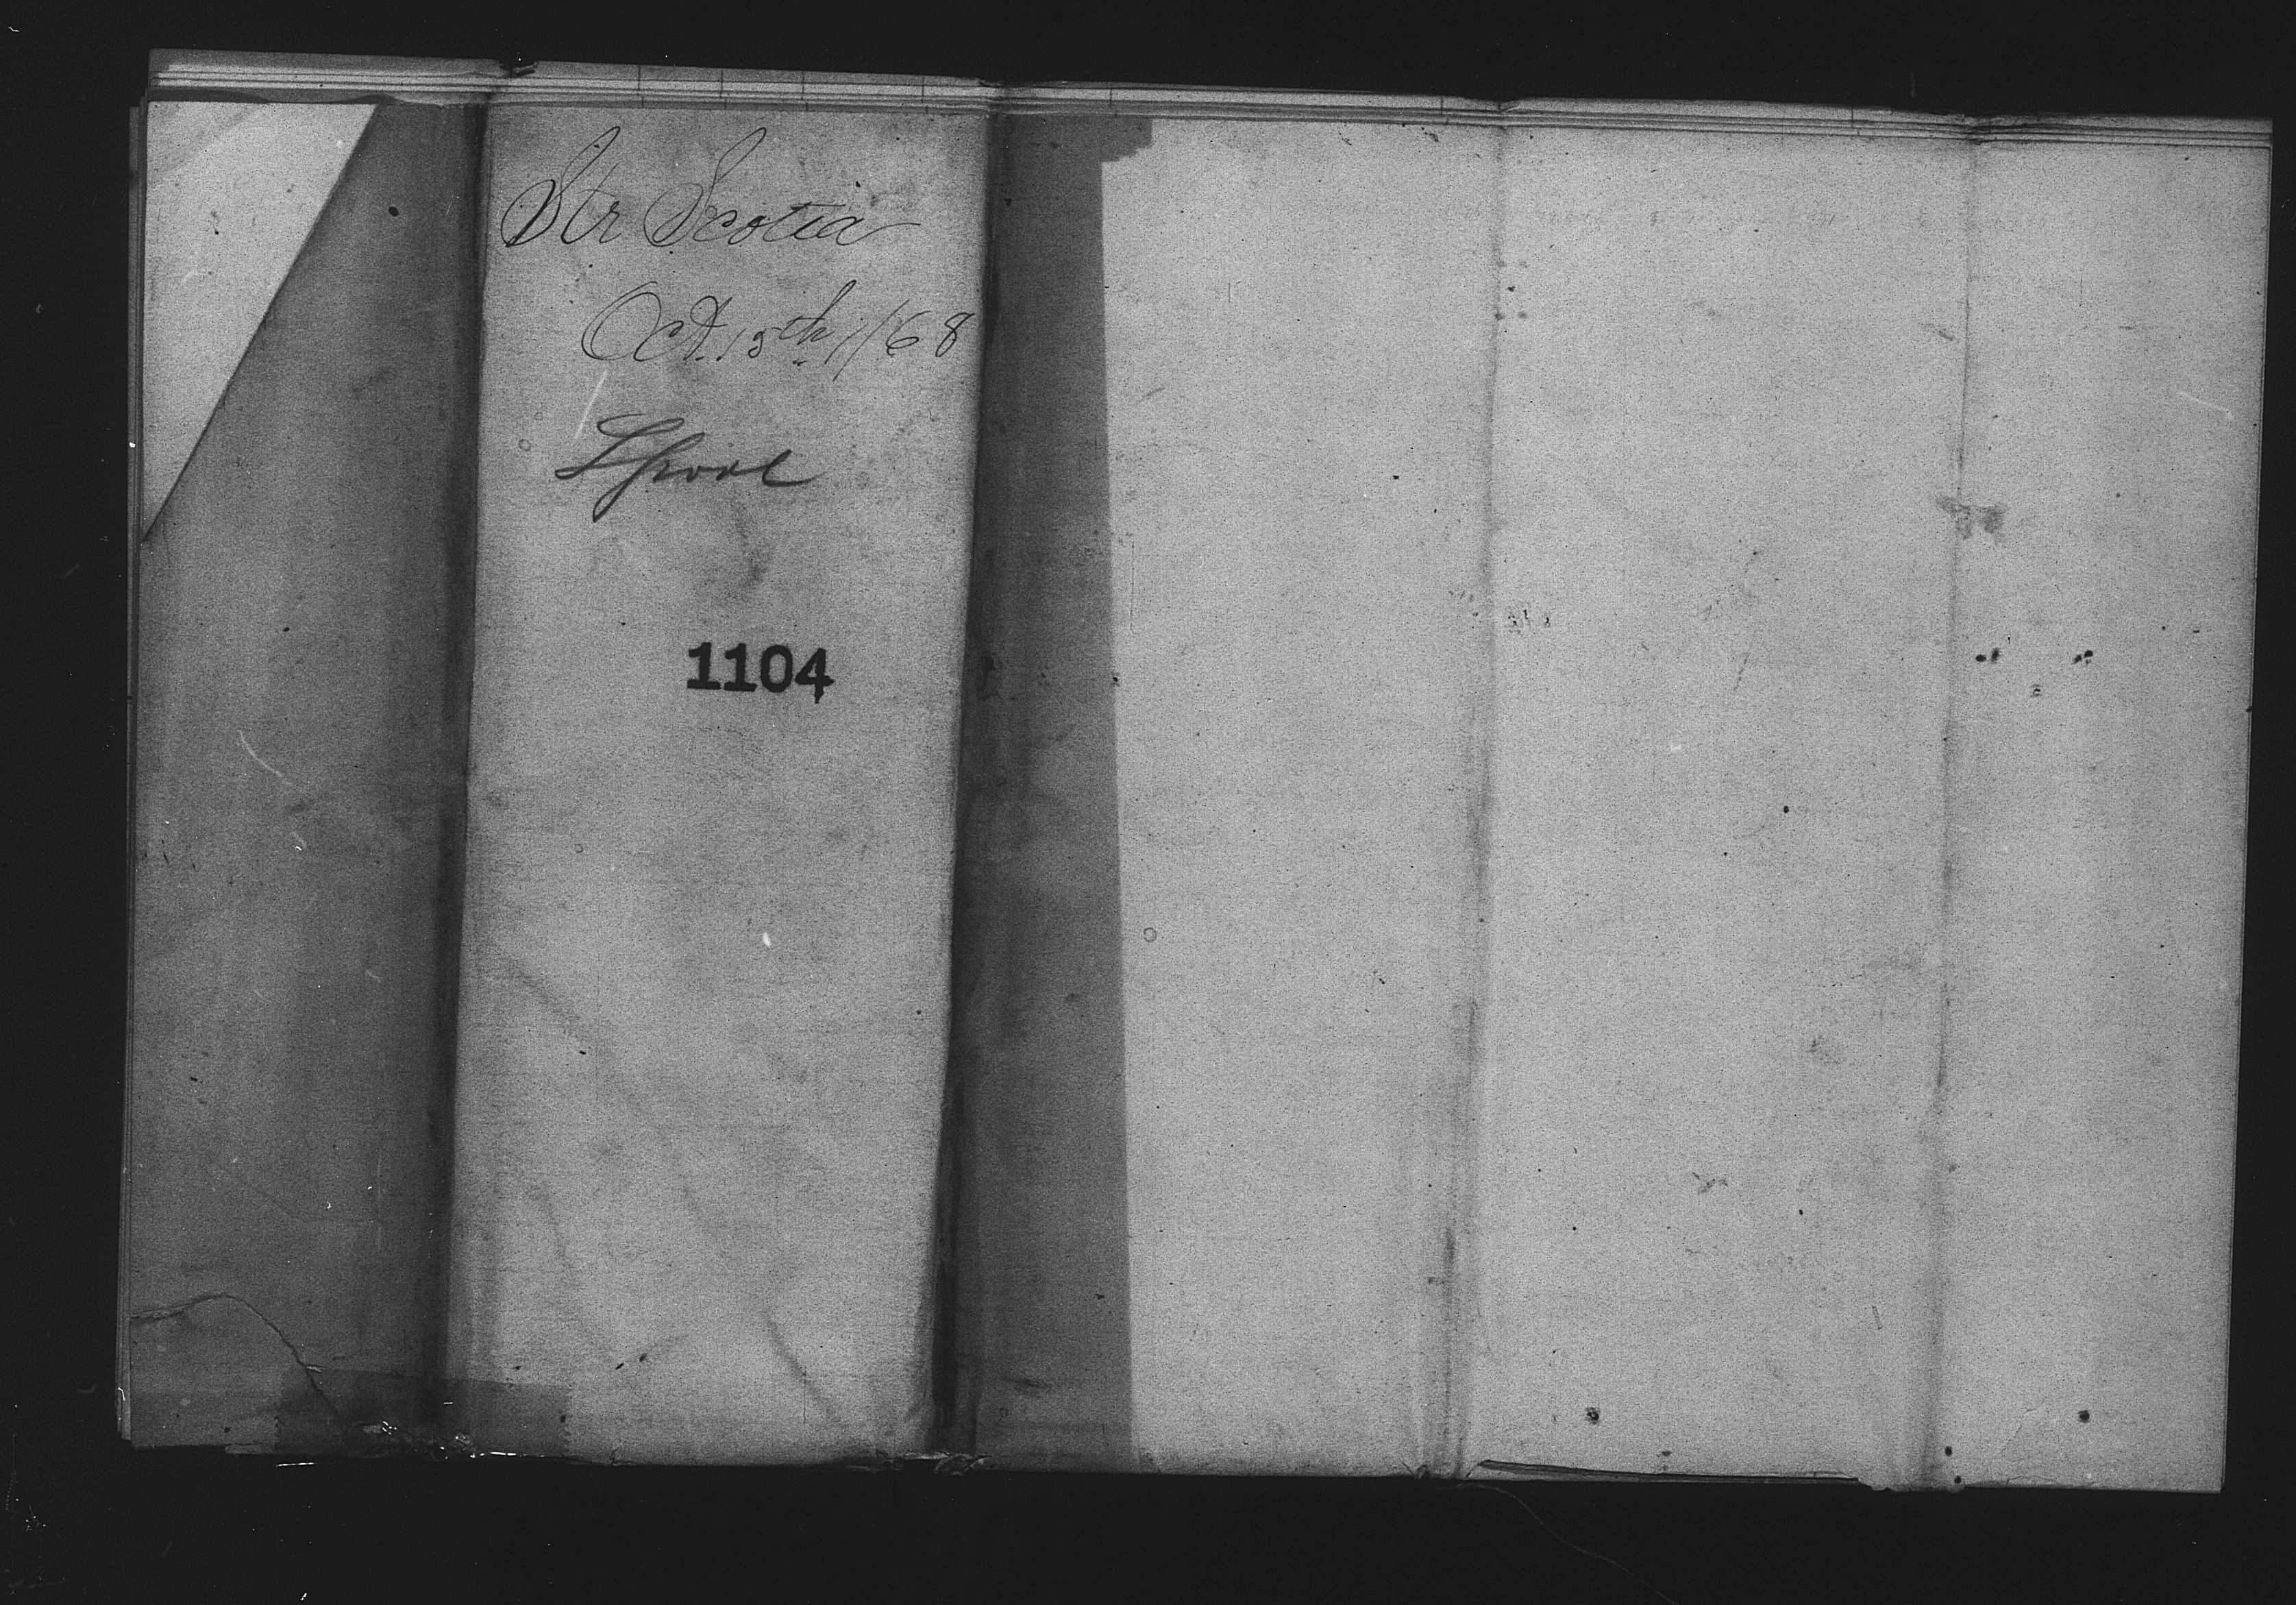 Str Scotia
Oct. 15th //68
Lpool
1104